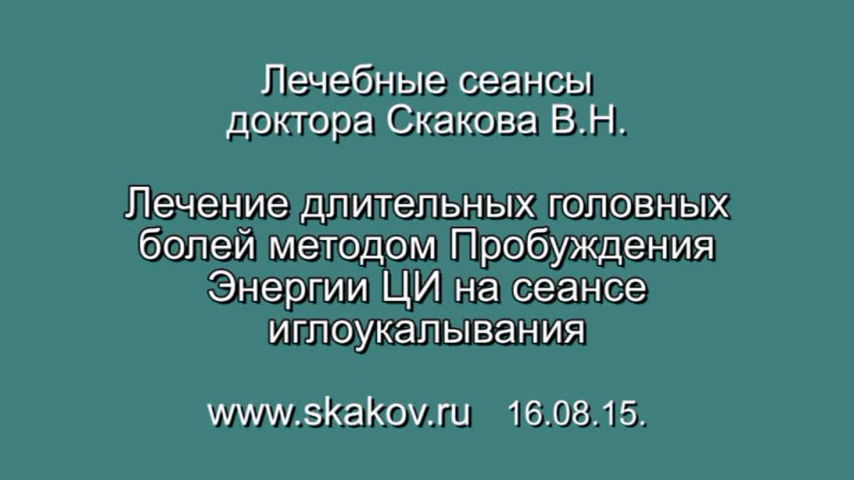 Лечебные сеансы
доктора Скакова В.Н.
Лечение длительных головных
болей методом Пробуждения
Энергии ЦИ на сеансе
иглоукалывания
www.skakov.ru 16.08.15.